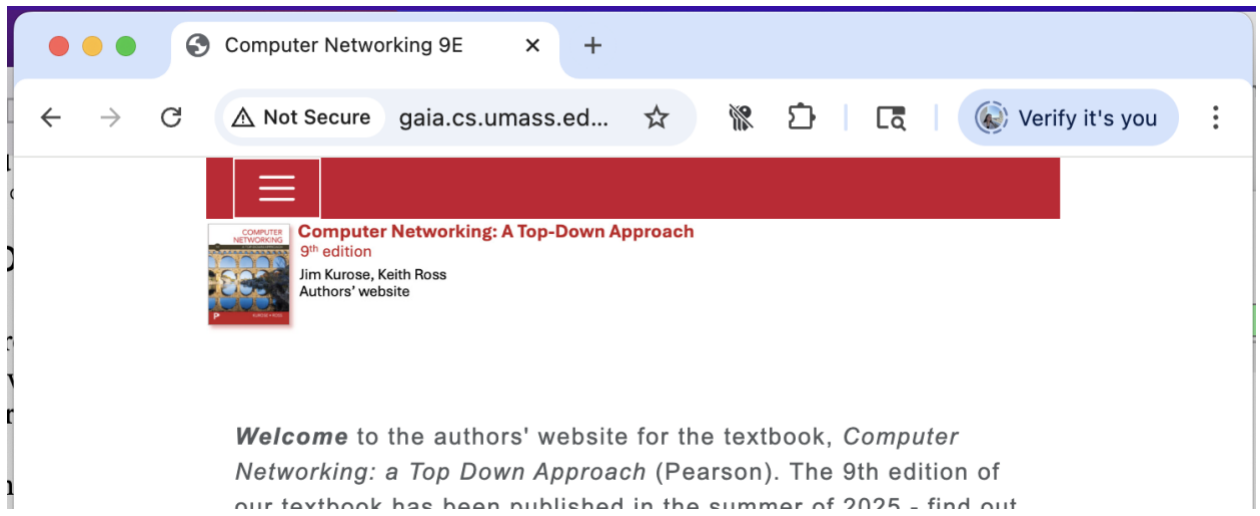 Computer Networking 9E
Not Secure gaia.cs.umass.ed... Verify it's you
COMPUTER
NETWORKING
Computer Networking: A Top-Down Approach
9th edition
Jim Kurose, Keith Ross
Authors' website
Welcome to the authors' website for the textbook, Computer
Networking: a Top Down Approach (Pearson). The 9th edition of
our textbook has been published in the summer of 2025 - find out